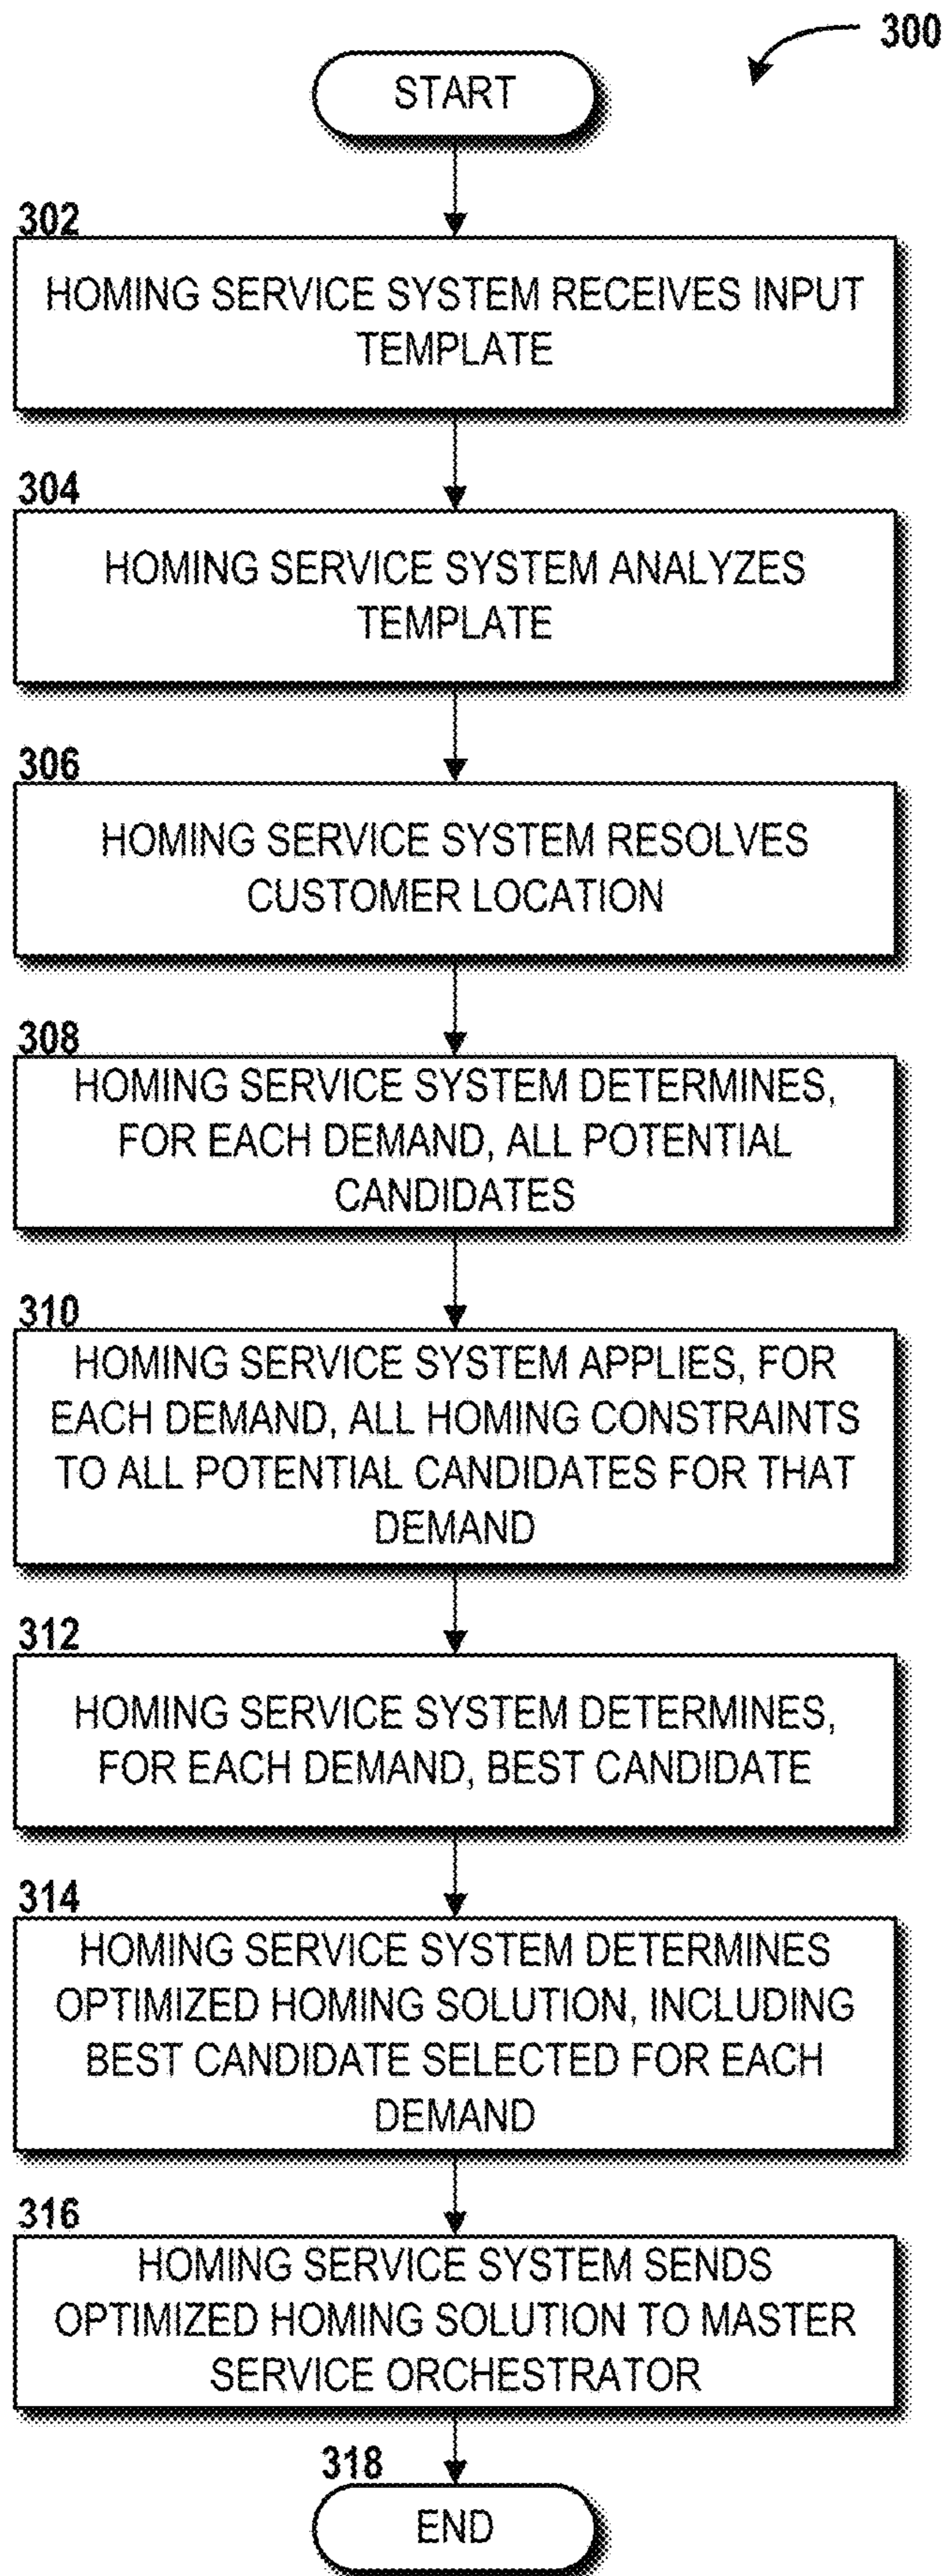 300
START
302
HOMING SERVICE SYSTEM RECEIVES INPUT
TEMPLATE
304
HOMING SERVICE SYSTEM ANALYZES
TEMPLATE
306
HOMING SERVICE SYSTEM RESOLVES
CUSTOMER LOCATION
308
HOMING SERVICE SYSTEM DETERMINES,
FOR EACH DEMAND, ALL POTENTIAL
CANDIDATES
310
HOMING SERVICE SYSTEM APPLIES, FOR
EACH DEMAND, ALL HOMING CONSTRAINTS
TO ALL POTENTIAL CANDIDATES FOR THAT
DEMAND
312
HOMING SERVICE SYSTEM DETERMINES,
FOR EACH DEMAND, BEST CANDIDATE
314
HOMING SERVICE SYSTEM DETERMINES
OPTIMIZED HOMING SOLUTION, INCLUDING
BEST CANDIDATE SELECTED FOR EACH
DEMAND
316
HOMING SERVICE SYSTEM SENDS
OPTIMIZED HOMING SOLUTION TO MASTER
SERVICE ORCHESTRATOR
318
END